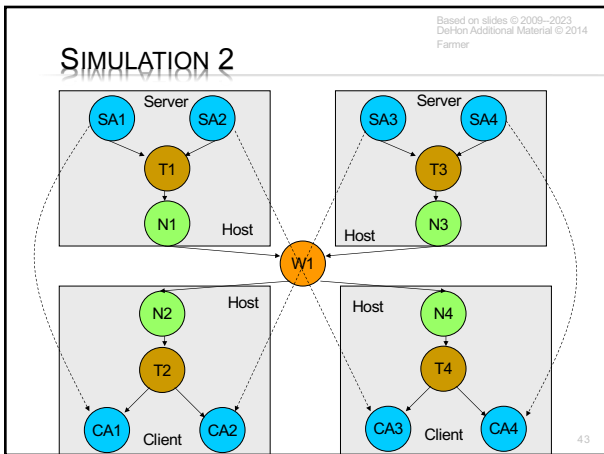 Based on slides © 2009–2023
DeHon Additional Material © 2014
Farmer
SIMULATION 2
Server
SA1
SA2
T1
N1
Host
Server
SA3
SA4
T3
N3
Host
W1
Host
N2
T2
CA1
CA2
Client
Host
N4
T4
CA3
CA4
Client
43